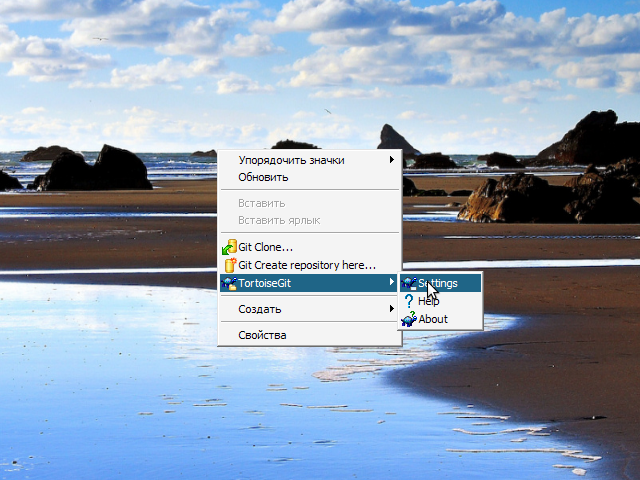 Упорядочить значки
Обновить
Вставить
Вставить ярлык
Git Clone...
Git Create repository here...
TortoiseGit
Settings
Help
About
Создать
Свойства